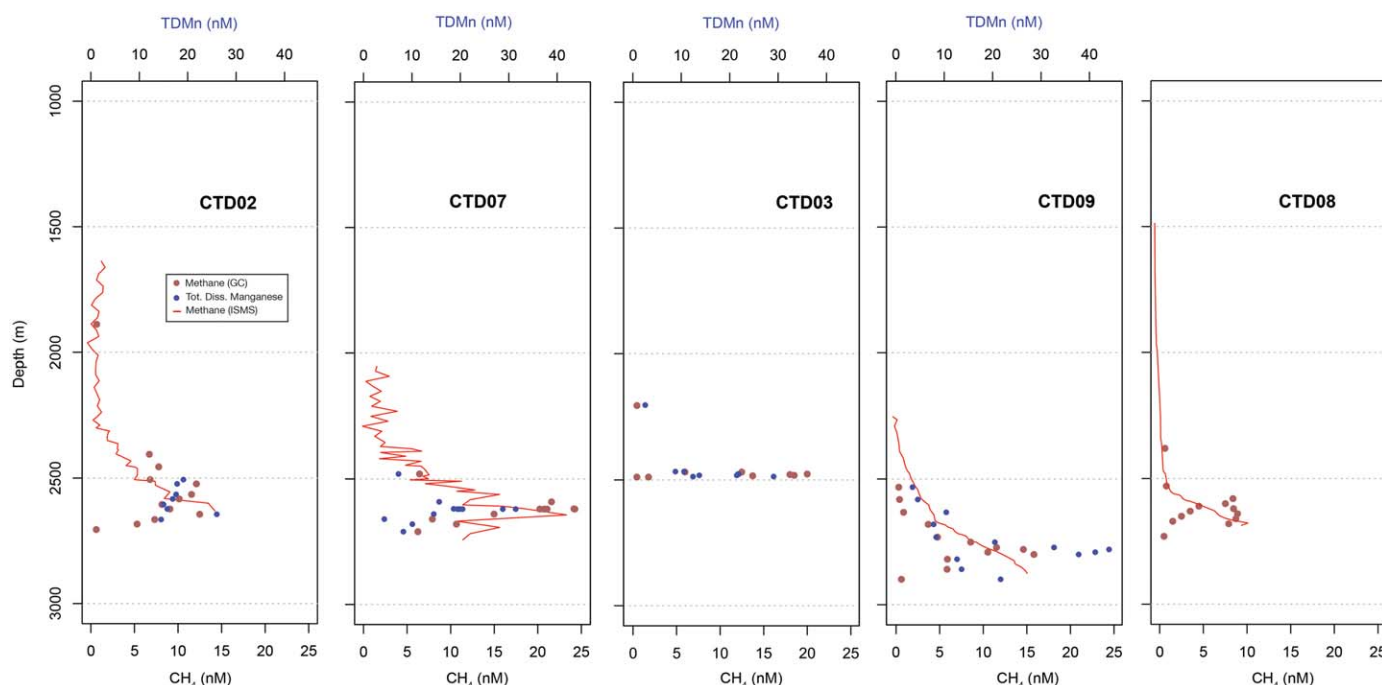 TDMn (nM) TDMn (nM) TDMn (nM) TDMn (nM)
0 10 20 30 40 0 10 20 30 40 0 10 20 30 40 0 10 20 30 40
1000
CTD02 CTD07 CTD03 CTD09 CTD08
1500
Methane (GC)
Tot. Diss. Manganese
Methane (ISMS)
2000
Depth (m)
2500
3000
0 5 10 15 20 25 0 5 10 15 20 25 0 5 10 15 20 25 0 5 10 15 20 25 0 5 10 15 20 25
CH₄ (nM) CH₄ (nM) CH₄ (nM) CH₄ (nM) CH₄ (nM)